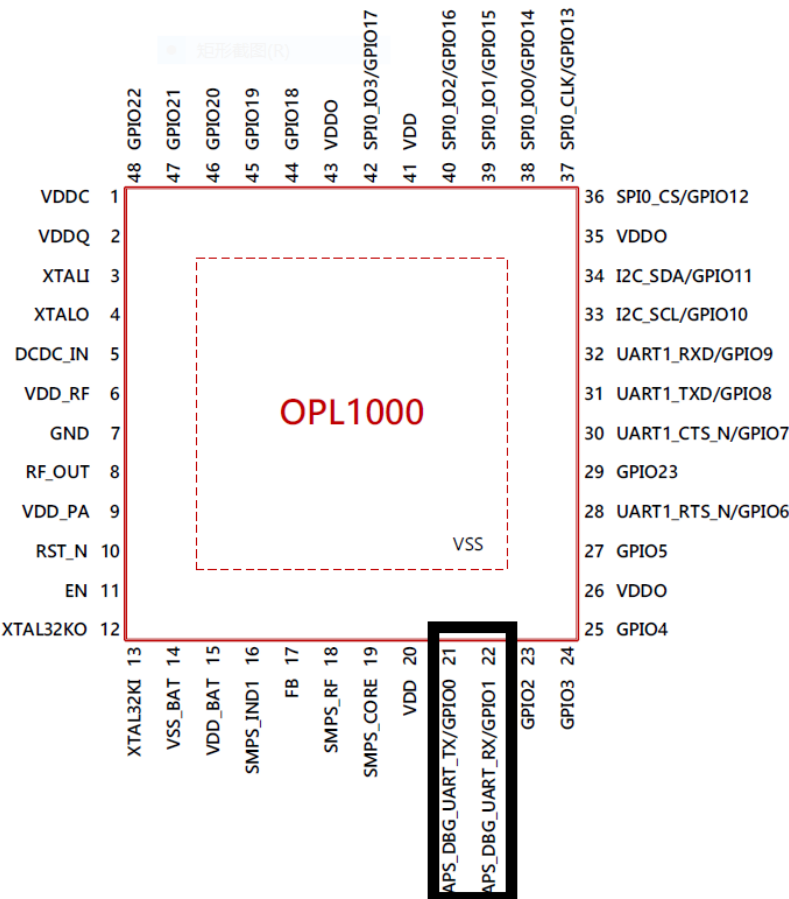 矩形截图(R)
48 GPIO22
47 GPIO21
46 GPIO20
45 GPIO19
44 GPIO18
43 VDDO
42 SPI0_IO3/GPIO17
41 VDD
40 SPI0_IO2/GPIO16
39 SPI0_IO1/GPIO15
38 SPI0_IO0/GPIO14
37 SPI0_CLK/GPIO13
VDDC 1
VDDQ 2
XTALI 3
XTALO 4
DCDC_IN 5
VDD_RF 6
GND 7
RF_OUT 8
VDD_PA 9
RST_N 10
EN 11
XTAL32KO 12
OPL1000
VSS
36 SPI0_CS/GPIO12
35 VDDO
34 I2C_SDA/GPIO11
33 I2C_SCL/GPIO10
32 UART1_RXD/GPIO9
31 UART1_TXD/GPIO8
30 UART1_CTS_N/GPIO7
29 GPIO23
28 UART1_RTS_N/GPIO6
27 GPIO5
26 VDDO
25 GPIO4
XTAL32KI 13
VSS_BAT 14
VDD_BAT 15
SMPS_IND1 16
FB 17
SMPS_RF 18
SMPS_CORE 19
VDD 20
APS_DBG_UART_TX/GPIO0 21
APS_DBG_UART_RX/GPIO1 22
GPIO2 23
GPIO3 24